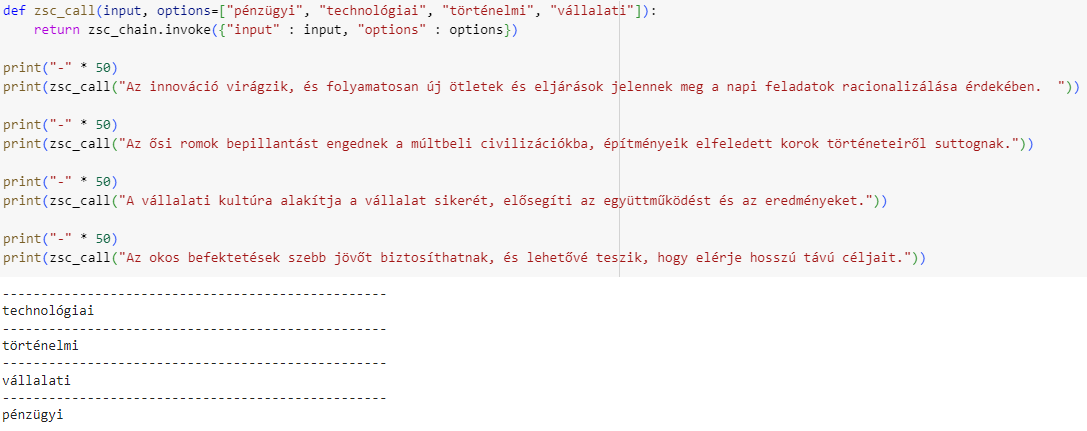 def zsc_call(input, options=["pénzügyi", "technológiai", "történelmi", "vállalati"]):
    return zsc_chain.invoke({"input" : input, "options" : options})
print("-" * 50)
print(zsc_call("Az innováció virágzik, és folyamatosan új ötletek és eljárások jelennek meg a napi feladatok racionalizálása érdekében.  "))
print("-" * 50)
print(zsc_call("Az ősi romok bepillantást engednek a múltbeli civilizációkba, építményeik elfeledett korok történeteiről suttognak."))
print("-" * 50)
print(zsc_call("A vállalati kultúra alakítja a vállalat sikerét, elősegíti az együttműködést és az eredményeket."))
print("-" * 50)
print(zsc_call("Az okos befektetések szebb jövőt biztosíthatnak, és lehetővé teszik, hogy elérje hosszú távú céljait."))
--------------------------------------------------
technológiai
--------------------------------------------------
történelmi
--------------------------------------------------
vállalati
--------------------------------------------------
pénzügyi